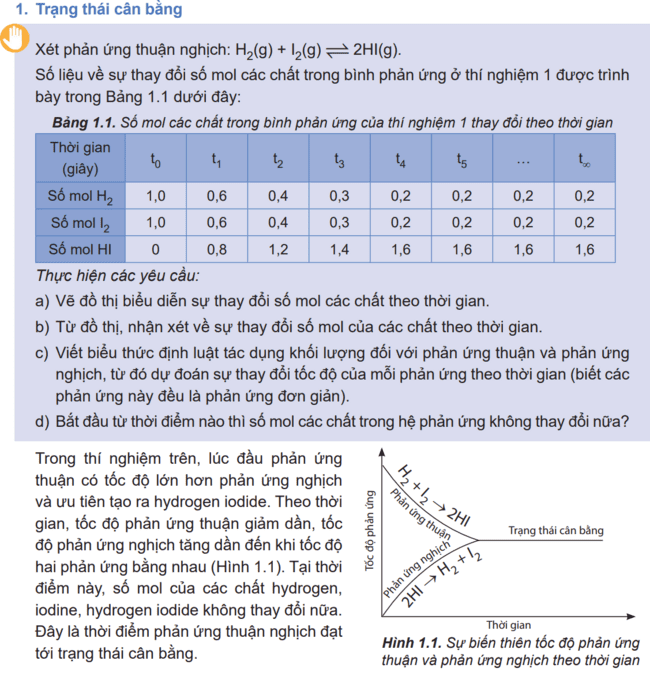 1. Trạng thái cân bằng
Xét phản ứng thuận nghịch: H₂(g) + I₂(g) ⇌ 2HI(g).
Số liệu về sự thay đổi số mol các chất trong bình phản ứng ở thí nghiệm 1 được trình
bày trong Bảng 1.1 dưới đây:
Bảng 1.1. Số mol các chất trong bình phản ứng của thí nghiệm 1 thay đổi theo thời gian
Thời gian (giây) t₀ t₁ t₂ t₃ t₄ t₅ ... t∞
Số mol H₂ 1,0 0,6 0,4 0,3 0,2 0,2 0,2 0,2
Số mol I₂ 1,0 0,6 0,4 0,3 0,2 0,2 0,2 0,2
Số mol HI 0 0,8 1,2 1,4 1,6 1,6 1,6 1,6
Thực hiện các yêu cầu:
a) Vẽ đồ thị biểu diễn sự thay đổi số mol các chất theo thời gian.
b) Từ đồ thị, nhận xét về sự thay đổi số mol của các chất theo thời gian.
c) Viết biểu thức định luật tác dụng khối lượng đối với phản ứng thuận và phản ứng
nghịch, từ đó dự đoán sự thay đổi tốc độ của mỗi phản ứng theo thời gian (biết các
phản ứng này đều là phản ứng đơn giản).
d) Bắt đầu từ thời điểm nào thì số mol các chất trong hệ phản ứng không thay đổi nữa?
Trong thí nghiệm trên, lúc đầu phản ứng
thuận có tốc độ lớn hơn phản ứng nghịch
và ưu tiên tạo ra hydrogen iodide. Theo thời
gian, tốc độ phản ứng thuận giảm dần, tốc
độ phản ứng nghịch tăng dần đến khi tốc độ
hai phản ứng bằng nhau (Hình 1.1). Tại thời
điểm này, số mol của các chất hydrogen,
iodine, hydrogen iodide không thay đổi nữa.
Đây là thời điểm phản ứng thuận nghịch đạt
tới trạng thái cân bằng.
Tốc độ phản ứng
H₂ + I₂ → 2HI
Phản ứng thuận
Trạng thái cân bằng
Phản ứng nghịch
2HI → H₂ + I₂
Thời gian
Hình 1.1. Sự biến thiên tốc độ phản ứng
thuận và phản ứng nghịch theo thời gian